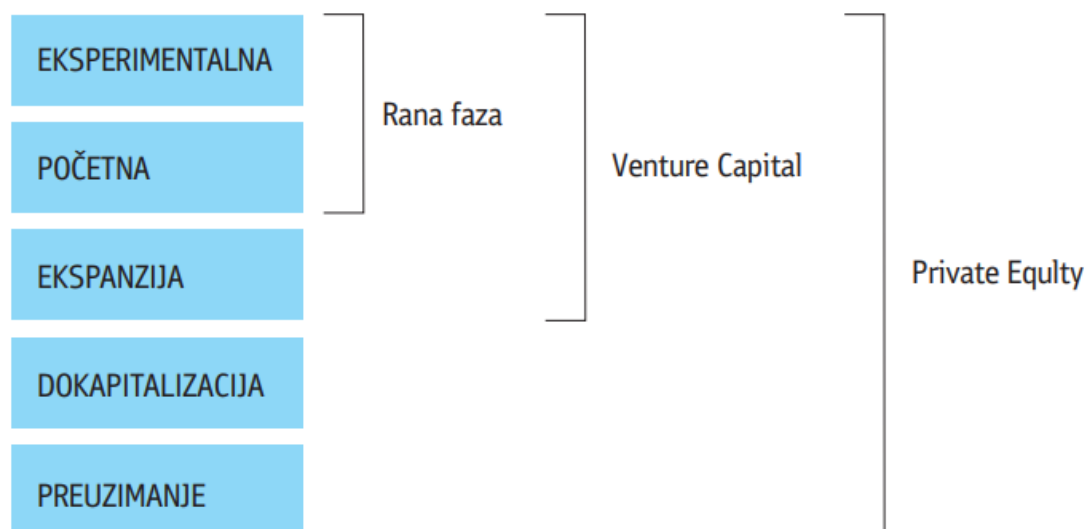 EKSPERIMENTALNA
POČETNA
EKSPANZIJA
DOKAPITALIZACIJA
PREUZIMANJE
Rana faza
Venture Capital
Private Equlty